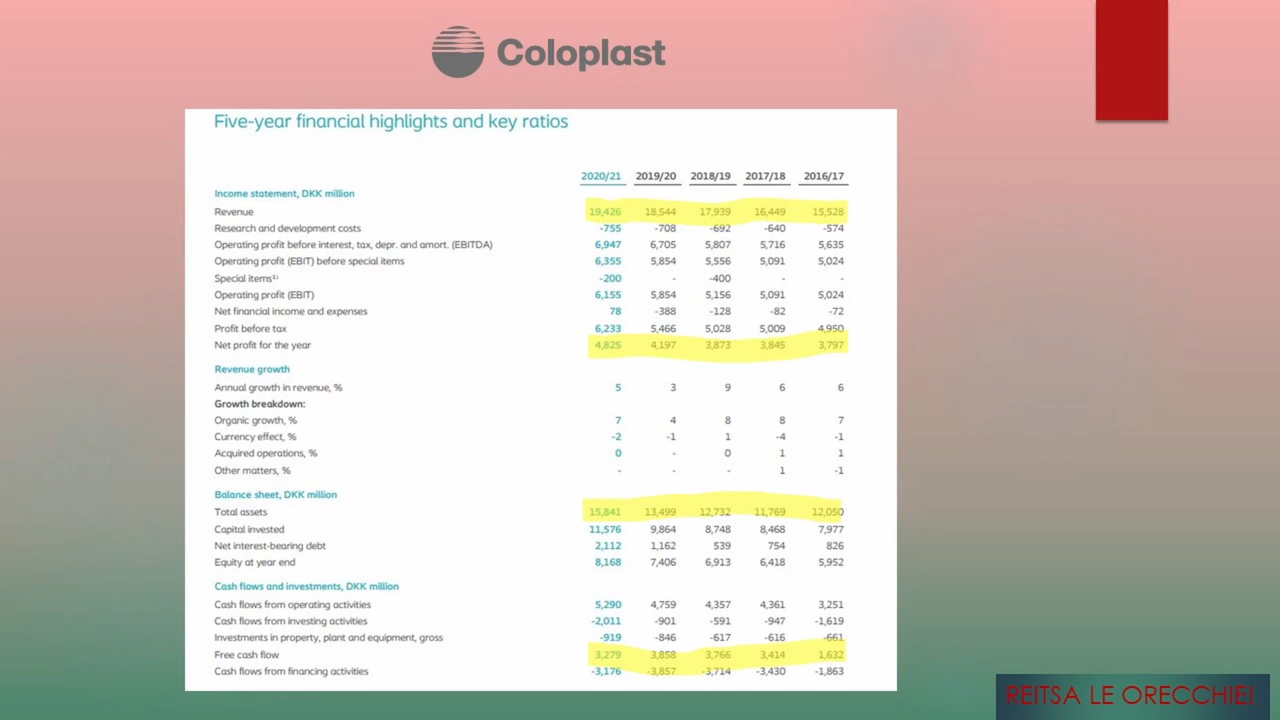 Coloplast
Five-year financial highlights and key ratios
2020/21 2019/20 2018/19 2017/18 2016/17
Income statement, DKK million
Revenue 19,426 18,544 17,939 16,449 15,528
Research and development costs -755 -708 -692 -640 -574
Operating profit before interest, tax, depr. and amort. (EBITDA) 6,947 6,705 5,807 5,716 5,635
Operating profit (EBIT) before special items 6,355 5,854 5,556 5,091 5,024
Special items¹⁾ -200 - -400 - -
Operating profit (EBIT) 6,155 5,854 5,156 5,091 5,024
Net financial income and expenses 78 -388 -128 -82 -72
Profit before tax 6,233 5,466 5,028 5,009 4,950
Net profit for the year 4,825 4,197 3,873 3,845 3,797
Revenue growth
Annual growth in revenue, % 5 3 9 6 6
Growth breakdown:
Organic growth, % 7 4 8 8 7
Currency effect, % -2 -1 1 -4 -1
Acquired operations, % 0 - 0 1 1
Other matters, % - - - 1 -1
Balance sheet, DKK million
Total assets 15,841 13,499 12,732 11,769 12,050
Capital invested 11,576 9,864 8,748 8,468 7,977
Net interest-bearing debt 2,112 1,162 539 754 826
Equity at year end 8,168 7,406 6,913 6,418 5,952
Cash flows and investments, DKK million
Cash flows from operating activities 5,290 4,759 4,357 4,361 3,251
Cash flows from investing activities -2,011 -901 -591 -947 -1,619
Investments in property, plant and equipment, gross -919 -846 -617 -616 -661
Free cash flow 3,279 3,858 3,766 3,414 1,632
Cash flows from financing activities -3,176 -3,857 -3,714 -3,430 -1,863
REITSA LE ORECCHIE!